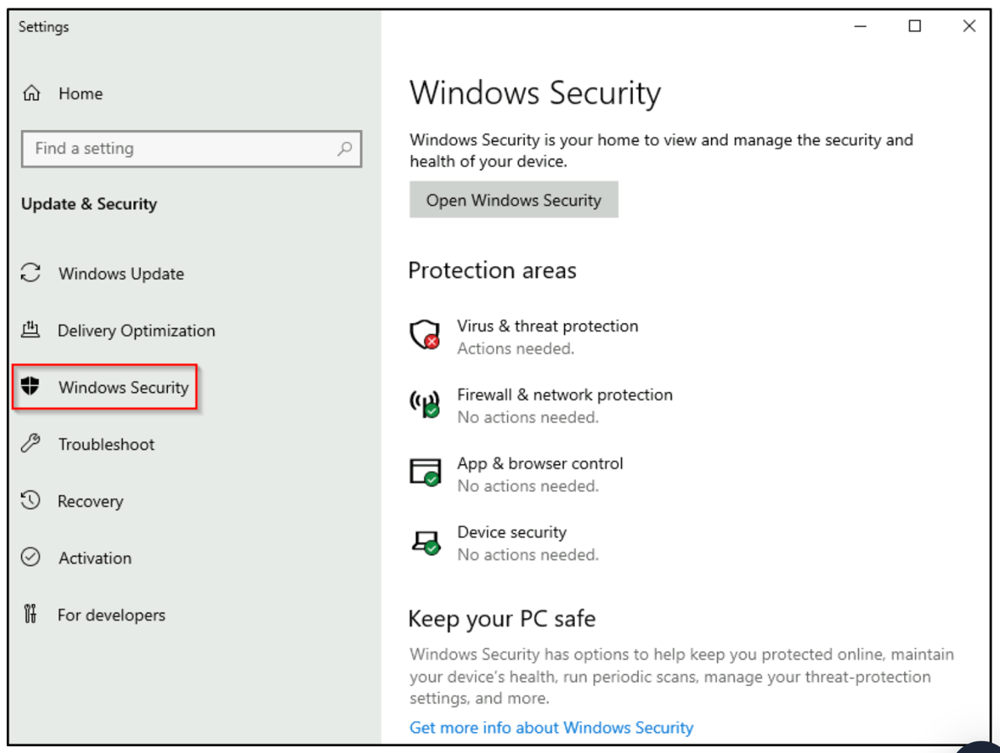 Settings
Home
Find a setting
Update & Security
Windows Update
Delivery Optimization
Windows Security
Troubleshoot
Recovery
Activation
For developers
Windows Security
Windows Security is your home to view and manage the security and
health of your device.
Open Windows Security
Protection areas
Virus & threat protection
Actions needed.
Firewall & network protection
No actions needed.
App & browser control
No actions needed.
Device security
No actions needed.
Keep your PC safe
Windows Security has options to help keep you protected online, maintain
your device's health, run periodic scans, manage your threat-protection
settings, and more.
Get more info about Windows Security